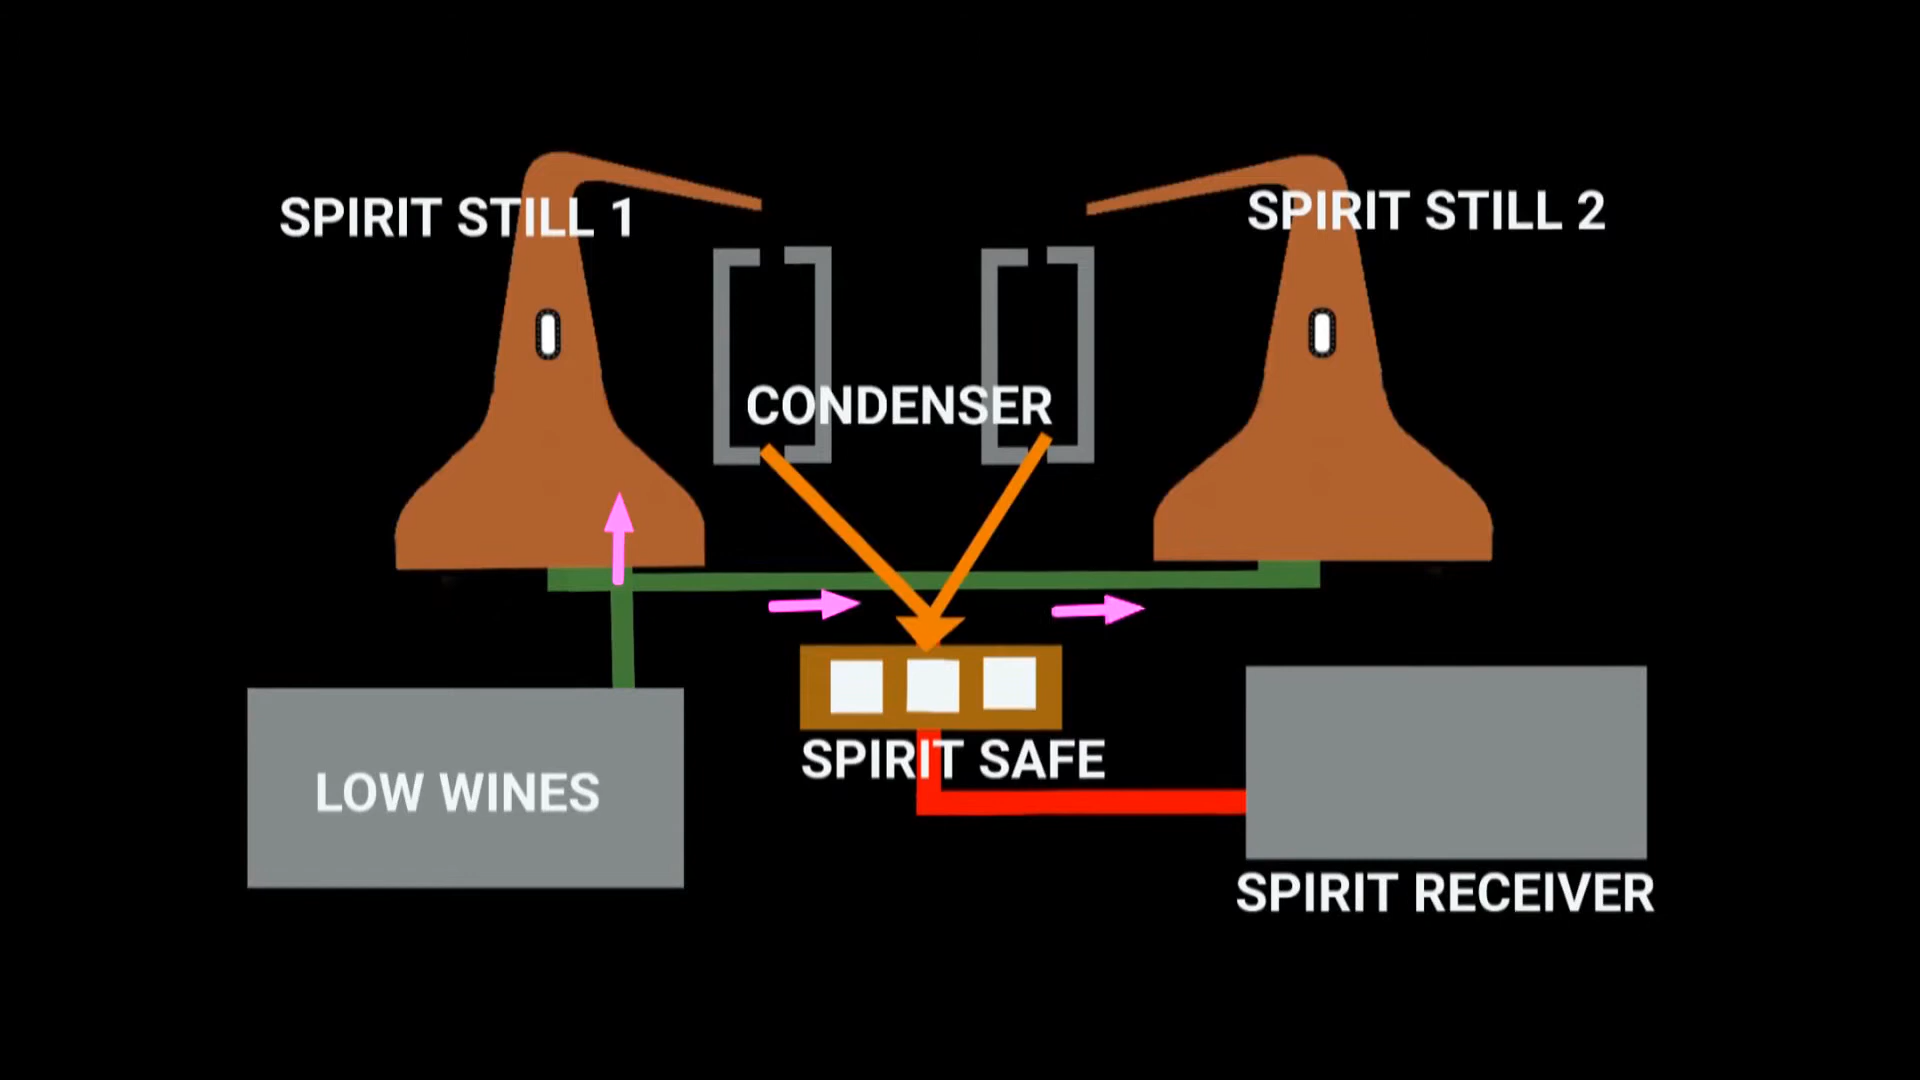 SPIRIT STILL 1
SPIRIT STILL 2
CONDENSER
SPIRIT SAFE
LOW WINES
SPIRIT RECEIVER